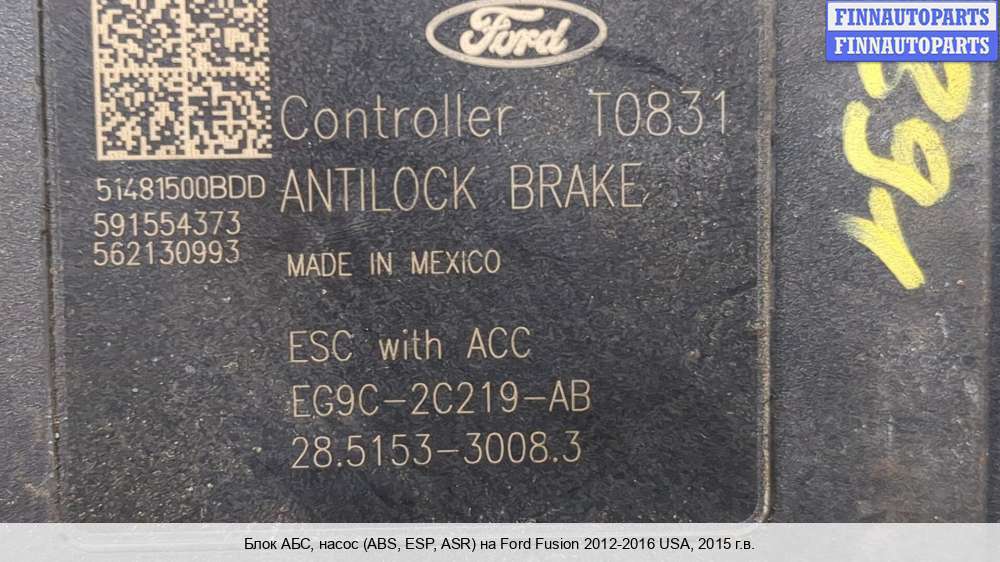 FINNAUTOPARTS
FINNAUTOPARTS
Ford
Controller T0831
ANTILOCK BRAKE
51481500BDD
591554373
562130993
MADE IN MEXICO
ESC with ACC
EG9C-2C219-AB
28.5153-3008.3
391
Блок АБС, насос (ABS, ESP, ASR) на Ford Fusion 2012-2016 USA, 2015 г.в.